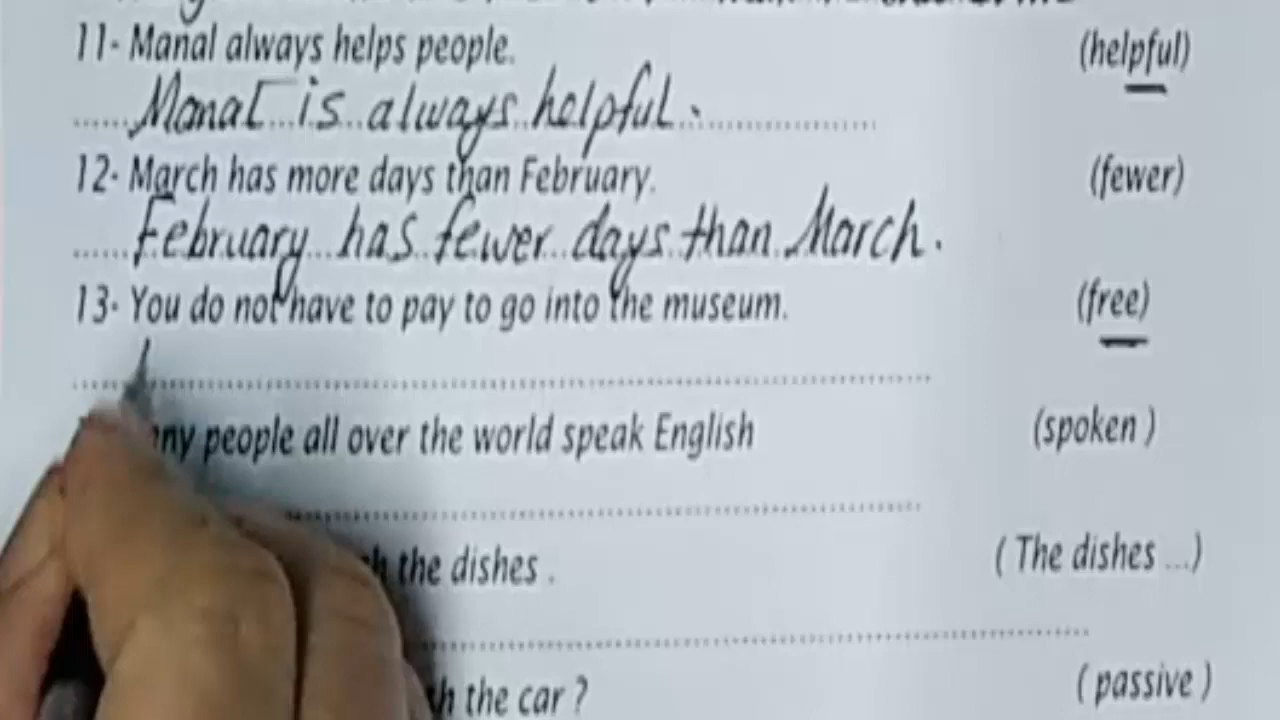 11- Manal always helps people. (helpful)
Manal is always helpful.
12- March has more days than February. (fewer)
February has fewer days than March.
13- You do not have to pay to go into the museum. (free)
people all over the world speak English (spoken )
the dishes . ( The dishes ...)
the car ? ( passive )